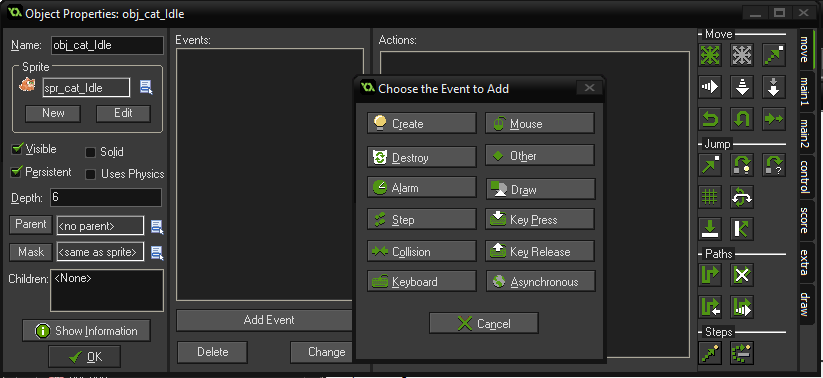 Object Properties: obj_cat_Idle
Name: obj_cat_Idle
Sprite
spr_cat_Idle
New Edit
Visible Solid
Persistent Uses Physics
Depth: 6
Parent <no parent>
Mask <same as sprite>
Children: <None>
Show Information
OK
Events:
Add Event
Delete Change
Actions:
Choose the Event to Add
Create Mouse
Destroy Other
Alarm Draw
Step Key Press
Collision Key Release
Keyboard Asynchronous
Cancel
Move
Jump
Paths
Steps
move
main1
main2
control
score
extra
draw